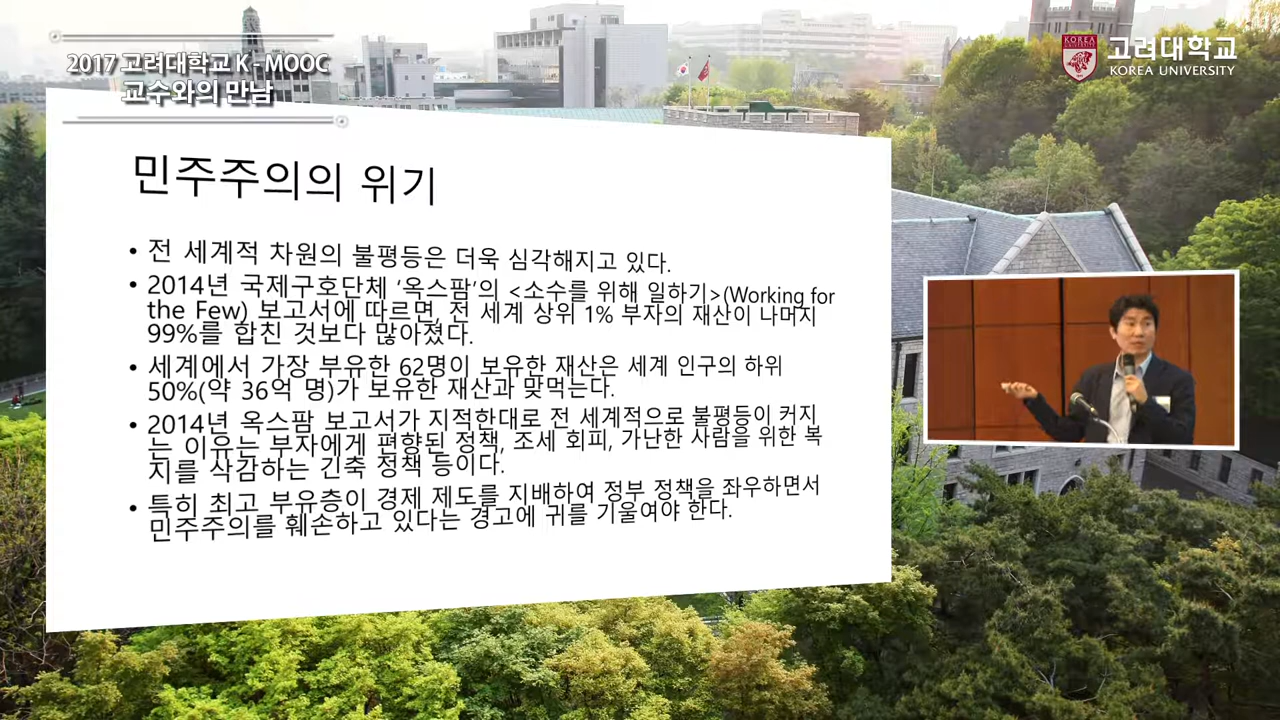 2017 고려대학교 K - MOOC
교수와의 만남
고려대학교
KOREA UNIVERSITY
KOREA
민주주의의 위기
• 전 세계적 차원의 불평등은 더욱 심각해지고 있다.
• 2014년 국제구호단체 ‘옥스팜’의 <소수를 위해 일하기>(Working for
the Few) 보고서에 따르면, 전 세계 상위 1% 부자의 재산이 나머지
99%를 합친 것보다 많아졌다.
• 세계에서 가장 부유한 62명이 보유한 재산은 세계 인구의 하위
50%(약 36억 명)가 보유한 재산과 맞먹는다.
• 2014년 옥스팜 보고서가 지적한대로 전 세계적으로 불평등이 커지
는 이유는 부자에게 편향된 정책, 조세 회피, 가난한 사람을 위한 복
지를 삭감하는 긴축 정책 등이다.
• 특히 최고 부유층이 경제 제도를 지배하여 정부 정책을 좌우하면서
민주주의를 훼손하고 있다는 경고에 귀를 기울여야 한다.